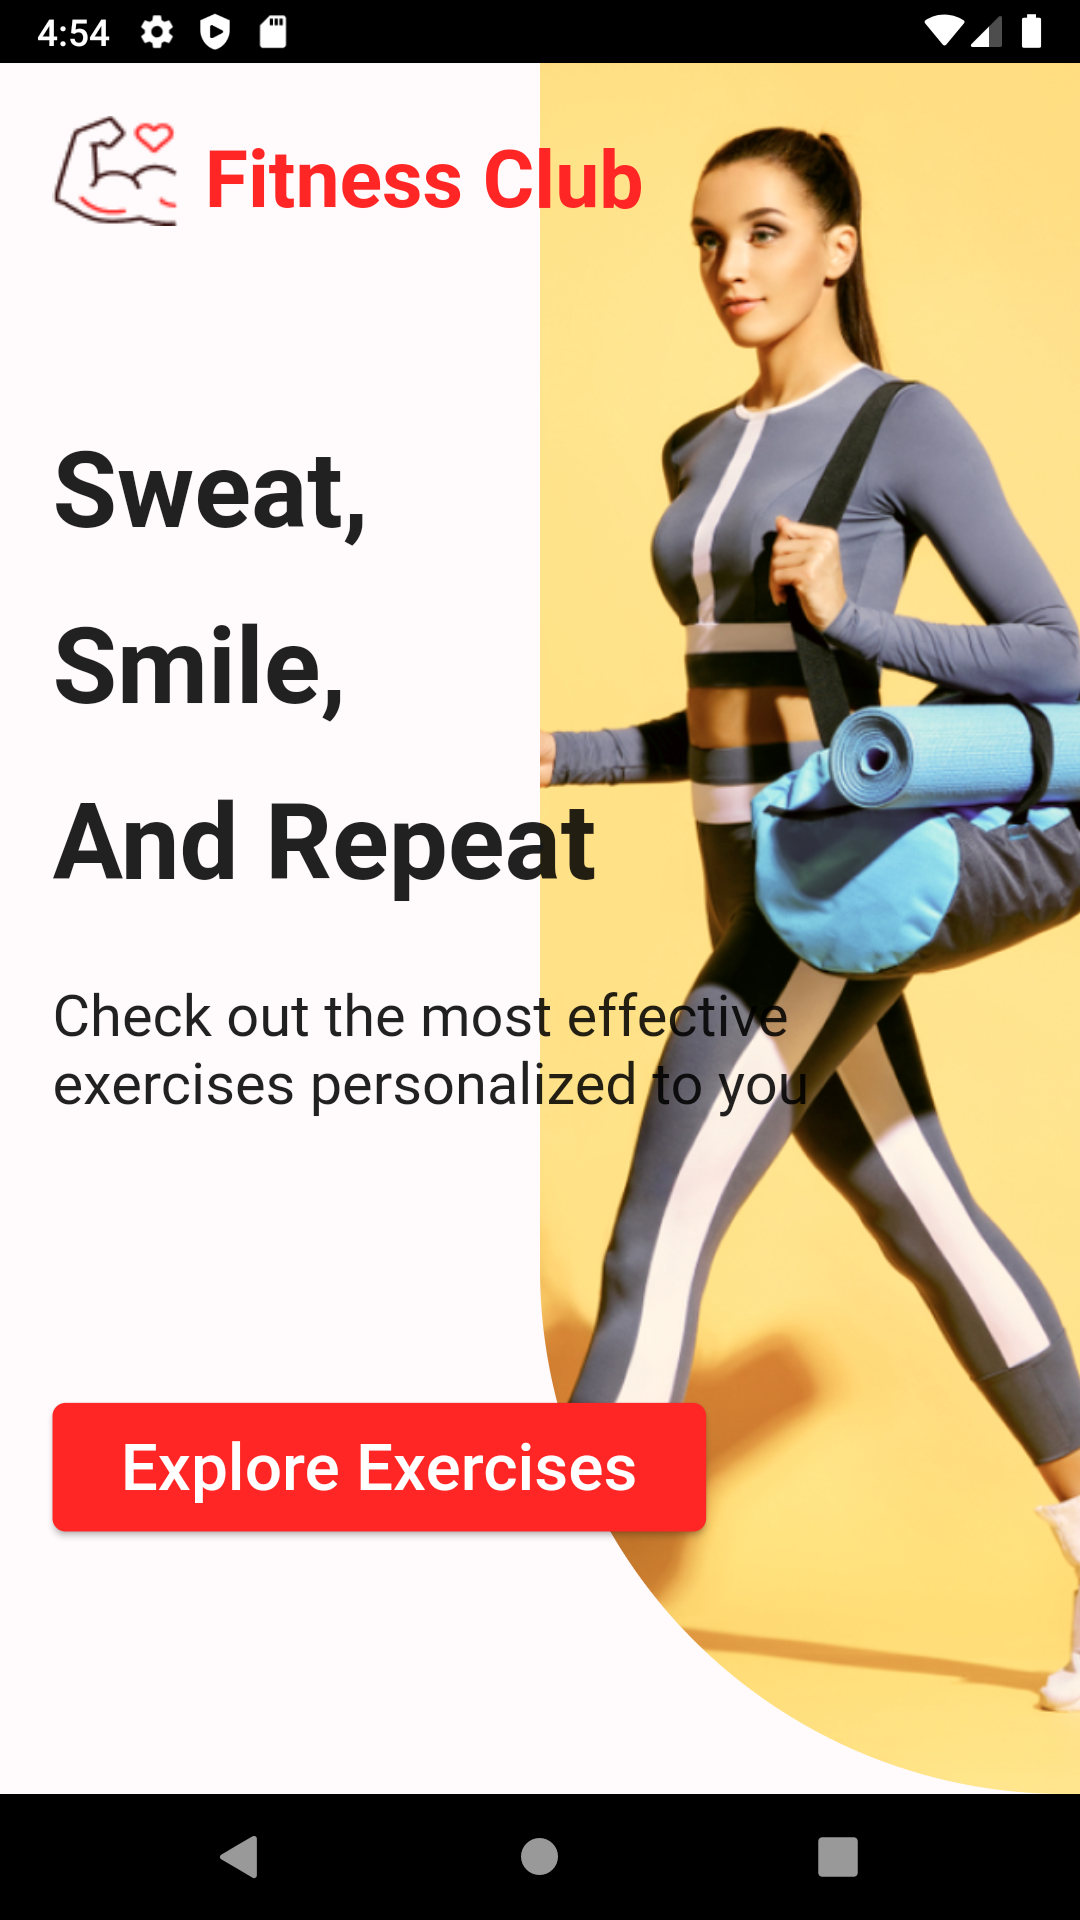 4:54
Fitness Club
Sweat,
Smile,
And Repeat
Check out the most effective
exercises personalized to you
Explore Exercises